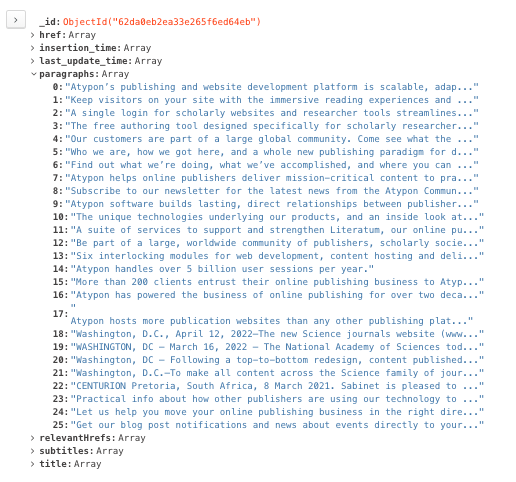 _id: ObjectId("62da0eb2ea33e265f6ed64eb")
href: Array
insertion_time: Array
last_update_time: Array
paragraphs: Array
0: "Atypon's publishing and website development platform is scalable, adap..."
1: "Keep visitors on your site with the immersive reading experiences and ..."
2: "A single login for scholarly websites and researcher tools streamlines..."
3: "The free authoring tool designed specifically for scholarly researcher..."
4: "Our customers are part of a large global community. Come see what the ..."
5: "Who we are, how we got here, and a whole new publishing paradigm for d..."
6: "Find out what we're doing, what we've accomplished, and where you can ..."
7: "Atypon helps online publishers deliver mission-critical content to pra..."
8: "Subscribe to our newsletter for the latest news from the Atypon Commun..."
9: "Atypon software builds lasting, direct relationships between publisher..."
10: "The unique technologies underlying our products, and an inside look at..."
11: "A suite of services to support and strengthen Literatum, our online pu..."
12: "Be part of a large, worldwide community of publishers, scholarly socie..."
13: "Six interlocking modules for web development, content hosting and deli..."
14: "Atypon handles over 5 billion user sessions per year."
15: "More than 200 clients entrust their online publishing business to Atyp..."
16: "Atypon has powered the business of online publishing for over two deca..."
17: "
Atypon hosts more publication websites than any other publishing plat..."
18: "Washington, D.C., April 12, 2022—The new Science journals website (www..."
19: "WASHINGTON, DC – March 16, 2022 – The National Academy of Sciences tod..."
20: "Washington, DC – Following a top-to-bottom redesign, content published..."
21: "Washington, D.C.—To make all content across the Science family of jour..."
22: "CENTURION Pretoria, South Africa, 8 March 2021. Sabinet is pleased to ..."
23: "Practical info about how other publishers are using our technology to ..."
24: "Let us help you move your online publishing business in the right dire..."
25: "Get our blog post notifications and news about events directly to your..."
relevantHrefs: Array
subtitles: Array
title: Array